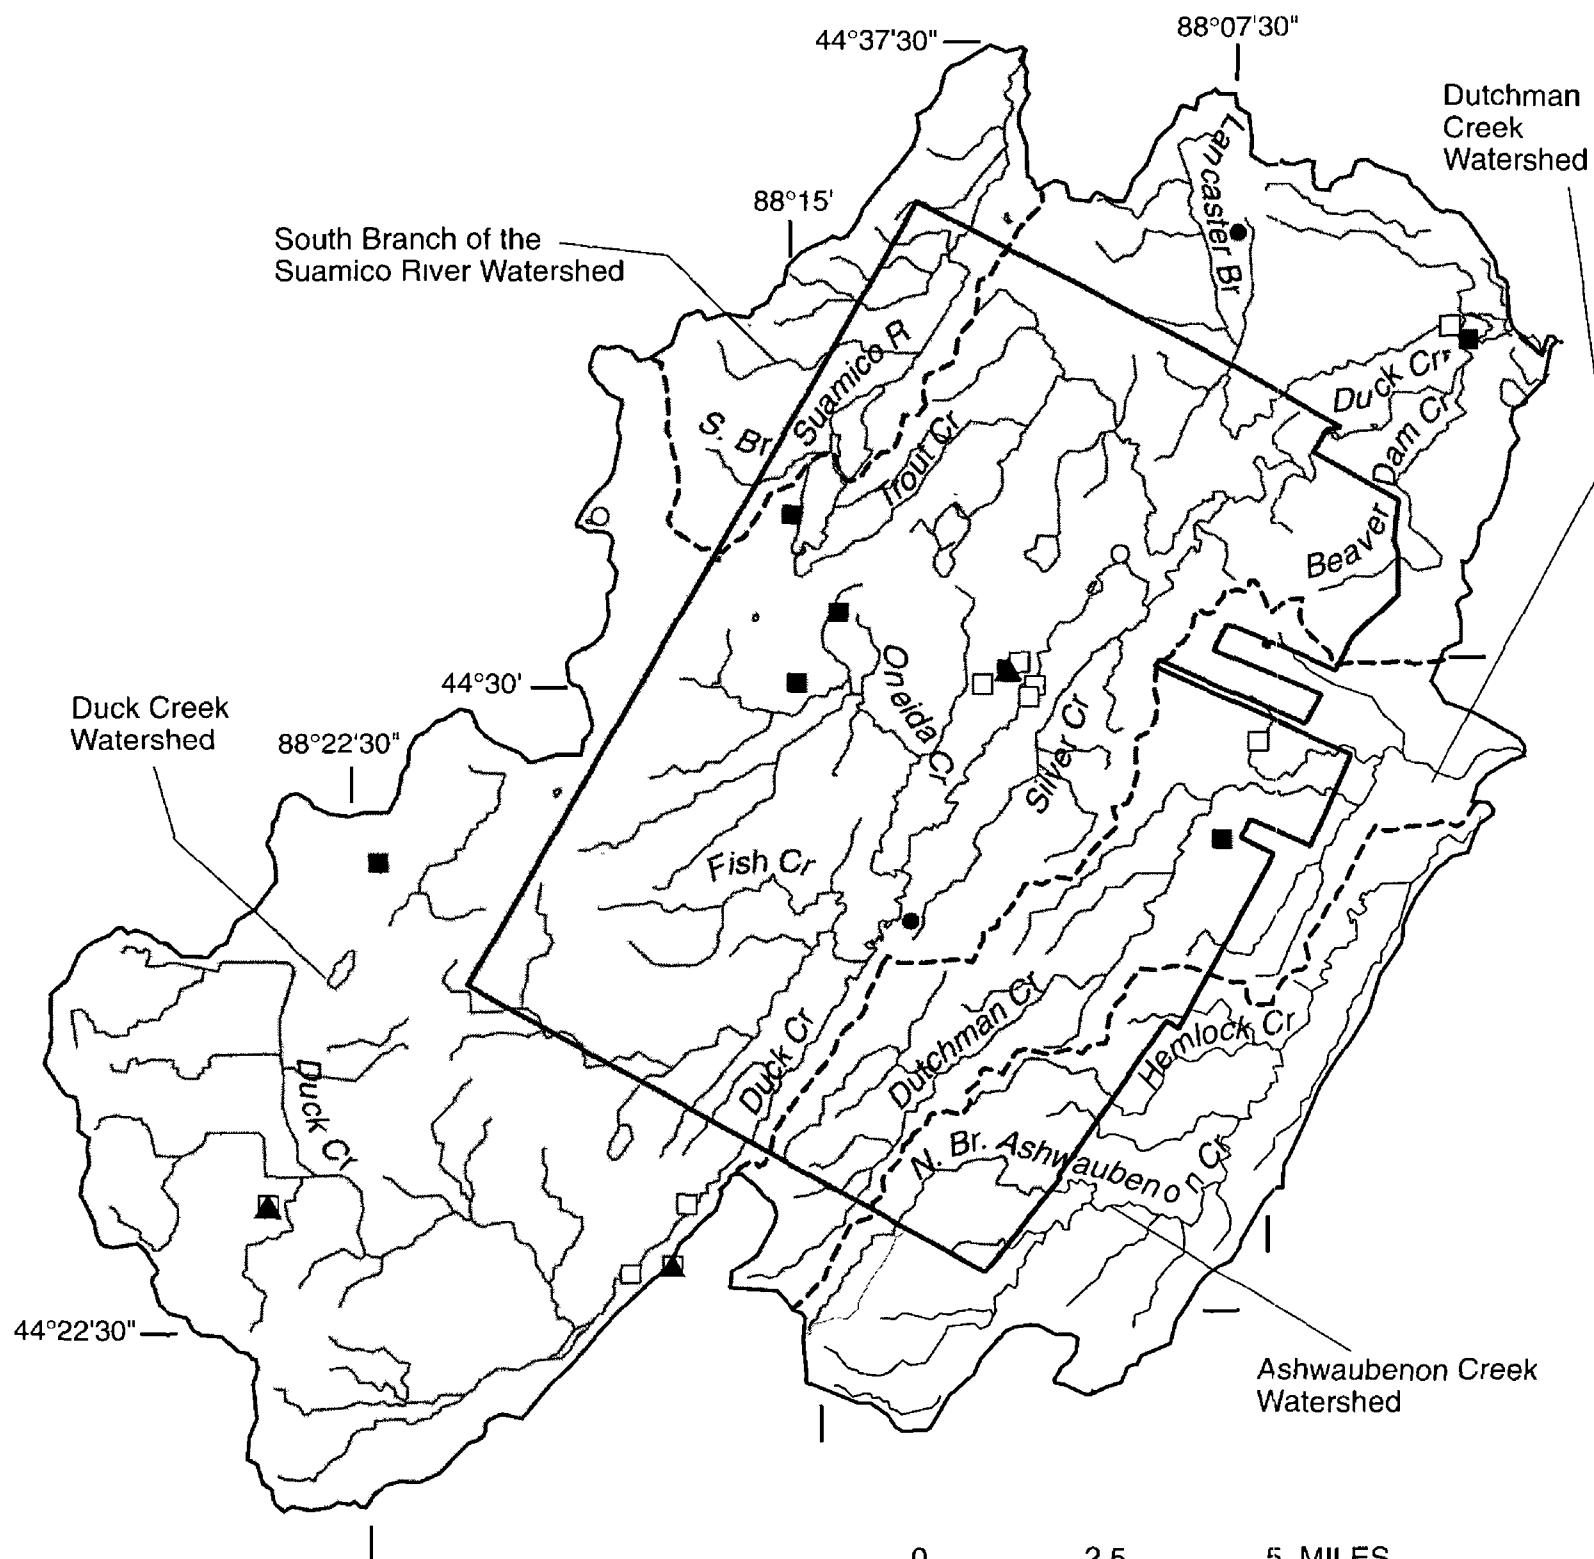 44°37'30"
88°07'30"
Dutchman
Creek
Watershed
Lancaster Br
88°15'
South Branch of the
Suamico River Watershed
Duck Cr
S. Br Suamico R
Beaver Dam Cr
Trout Cr
44°30'
Oneida Cr
Silver Cr
Duck Creek
Watershed
88°22'30"
Fish Cr
Dutchman Cr
Hemlock Cr
Duck Cr
Duck Cr
N. Br. Ashwaubenon Cr
44°22'30"
Ashwaubenon Creek
Watershed
0 2.5 5 MILES